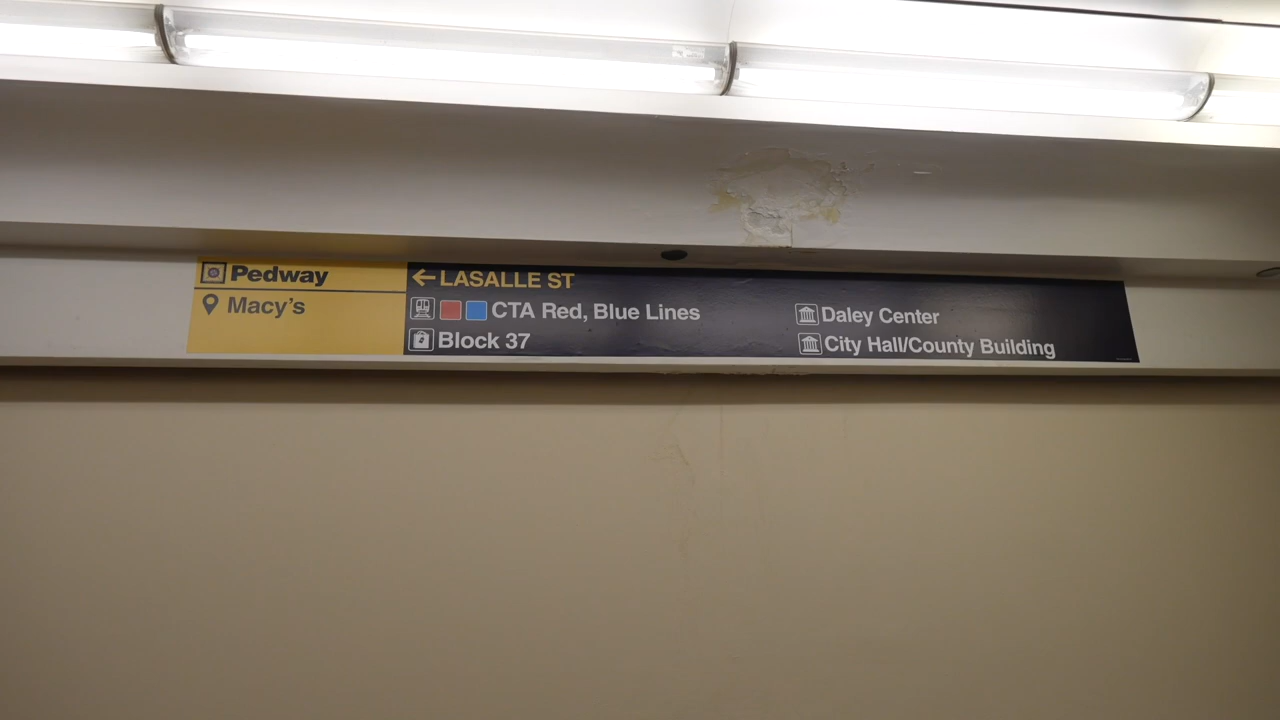 Pedway
Macy's
←LASALLE ST
CTA Red, Blue Lines
Block 37
Daley Center
City Hall/County Building